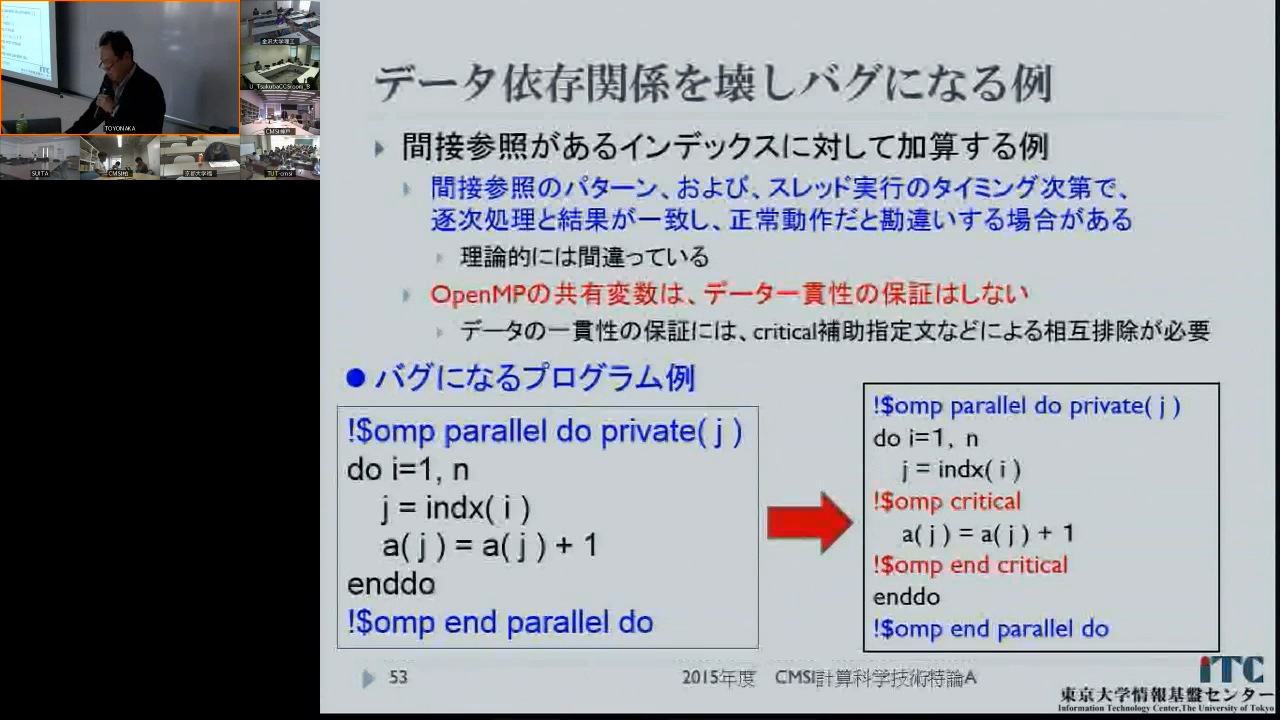 TOYONAKA
金沢大学理工
U_TsukubaCCSroom_B
SUITA
TUT-cmsi
データ依存関係を壊しバグになる例
間接参照があるインデックスに対して加算する例
間接参照のパターン、および、スレッド実行のタイミング次第で、
逐次処理と結果が一致し、正常動作だと勘違いする場合がある
理論的には間違っている
OpenMPの共有変数は、データ一貫性の保証はしない
データの一貫性の保証には、critical補助指定文などによる相互排除が必要
● バグになるプログラム例
!$omp parallel do private( j )
do i=1, n
j = indx( i )
a( j ) = a( j ) + 1
enddo
!$omp end parallel do
!$omp parallel do private( j )
do i=1, n
j = indx( i )
!$omp critical
a( j ) = a( j ) + 1
!$omp end critical
enddo
!$omp end parallel do
53
2015年度 CMSI計算科学技術特論A
iTC
東京大学情報基盤センター
Information Technology Center,The University of Tokyo